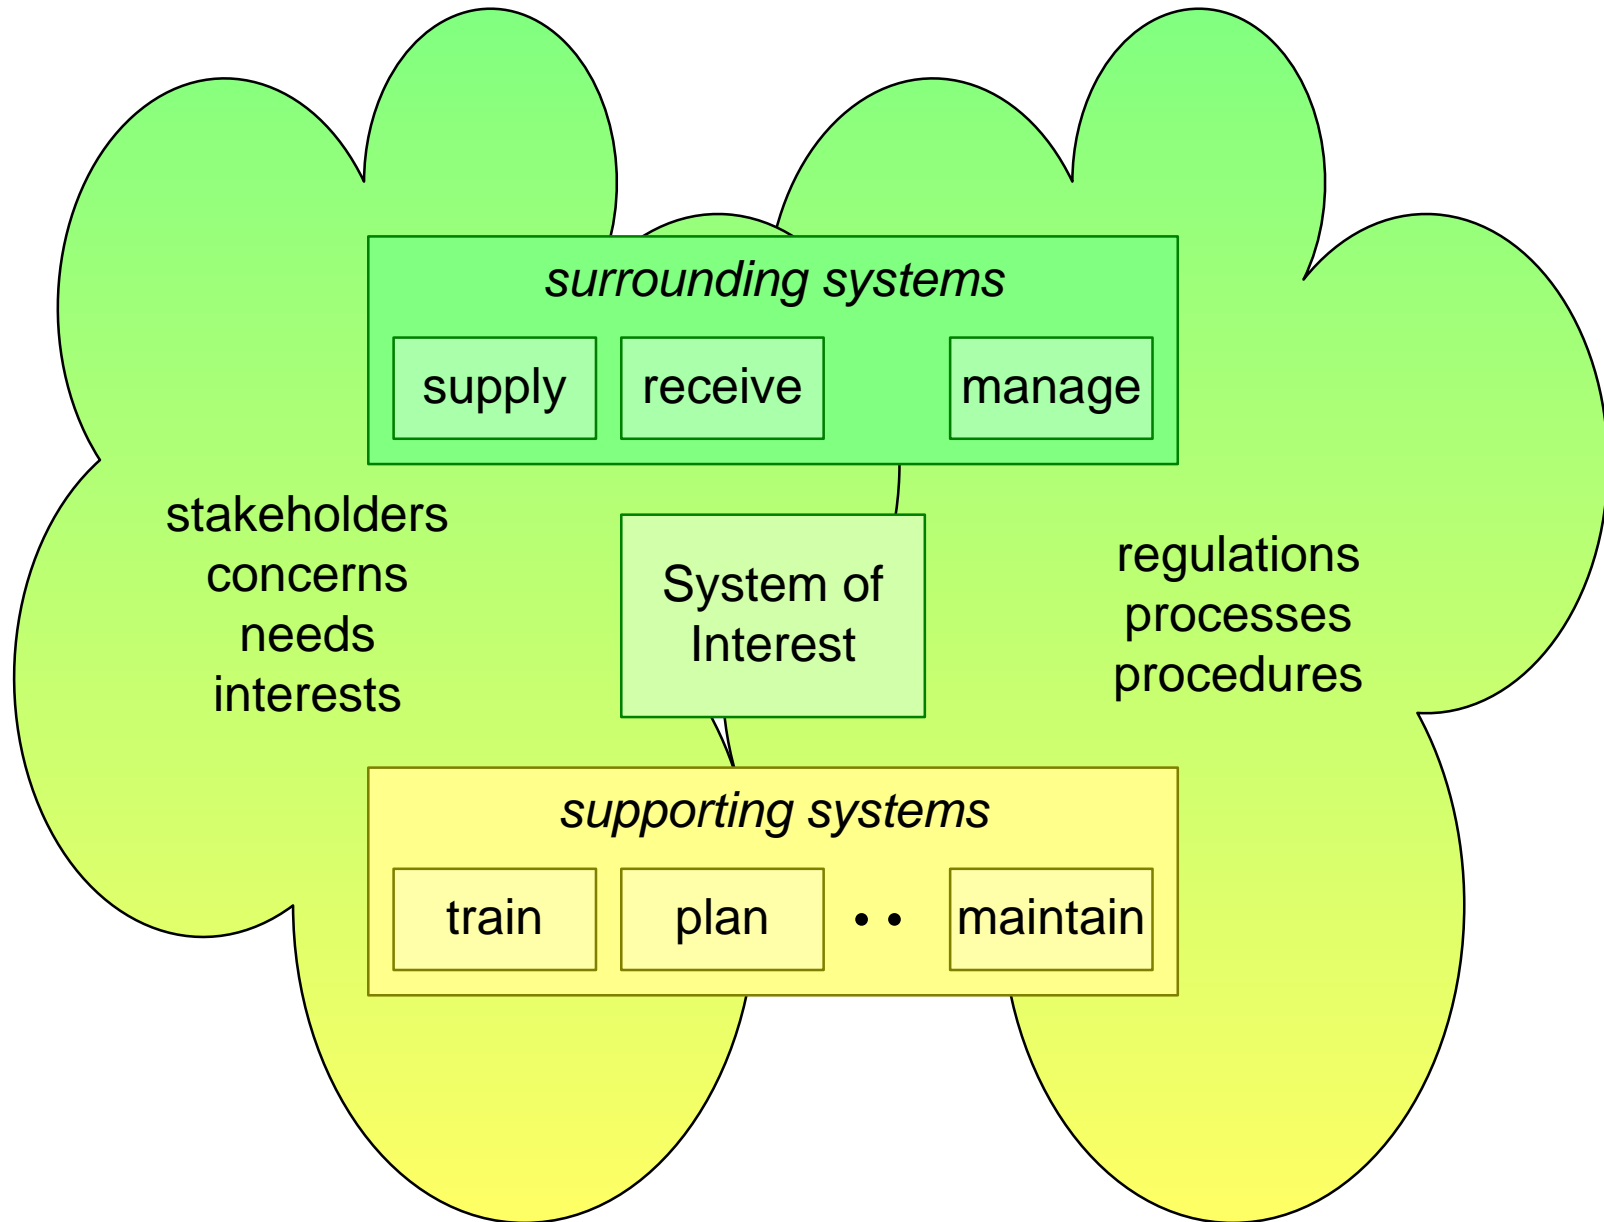 surrounding systems
supply receive manage
stakeholders
concerns
needs
interests
System of
Interest
regulations
processes
procedures
supporting systems
train plan • • maintain